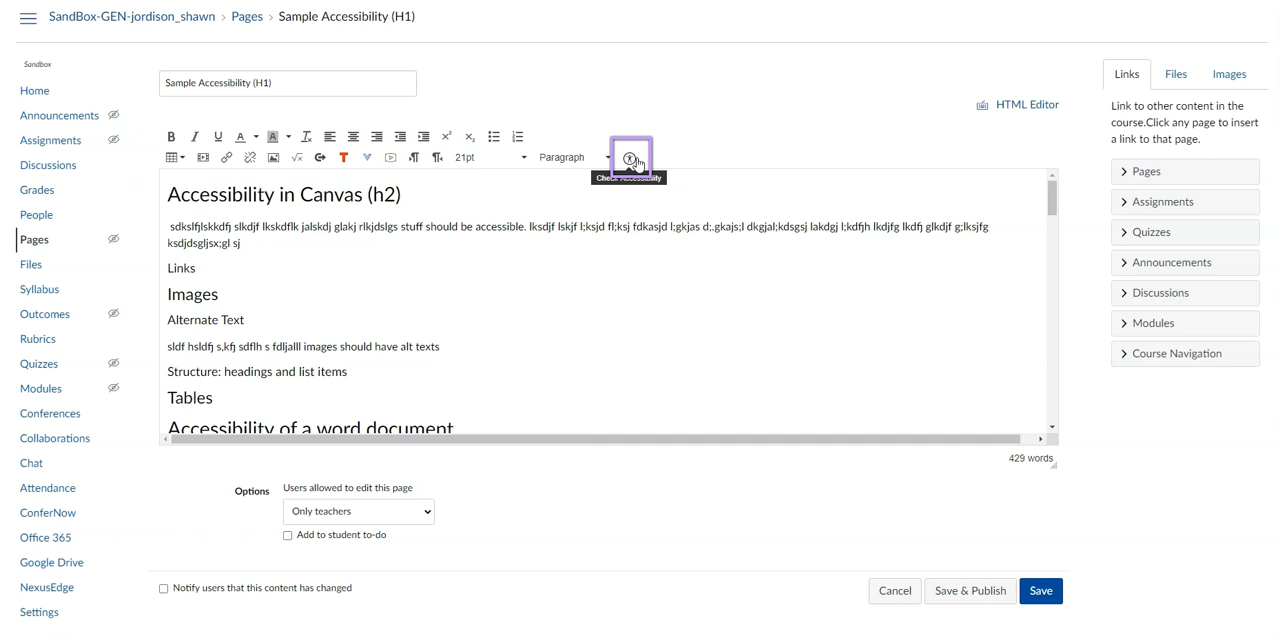 SandBox-GEN-jordison_shawn › Pages › Sample Accessibility (H1)
Sandbox
Home
Announcements
Assignments
Discussions
Grades
People
Pages
Files
Syllabus
Outcomes
Rubrics
Quizzes
Modules
Conferences
Collaborations
Chat
Attendance
ConferNow
Office 365
Google Drive
NexusEdge
Settings
Sample Accessibility (H1)
HTML Editor
B I U A A
21pt Paragraph
Check Accessibility
Accessibility in Canvas (h2)
sdkslfjlskkdfj slkdjf lkskdflk jalskdj glakj rlkjdslgs stuff should be accessible. lksdjf lskjf l;ksjd fl;ksj fdkasjd l;gkjas d;.gkajs;l dkgjal;kdsgsj lakdgj l;kdfjh lkdjfg lkdfj glkdjf g;lksjfg
ksdjdsgljsx;gl sj
Links
Images
Alternate Text
sldf hsldfj s,kfj sdflh s fdljalll images should have alt texts
Structure: headings and list items
Tables
Accessibility of a word document
429 words
Options
Users allowed to edit this page
Only teachers
Add to student to-do
Notify users that this content has changed
Cancel
Save & Publish
Save
Links Files Images
Link to other content in the
course.Click any page to insert
a link to that page.
Pages
Assignments
Quizzes
Announcements
Discussions
Modules
Course Navigation